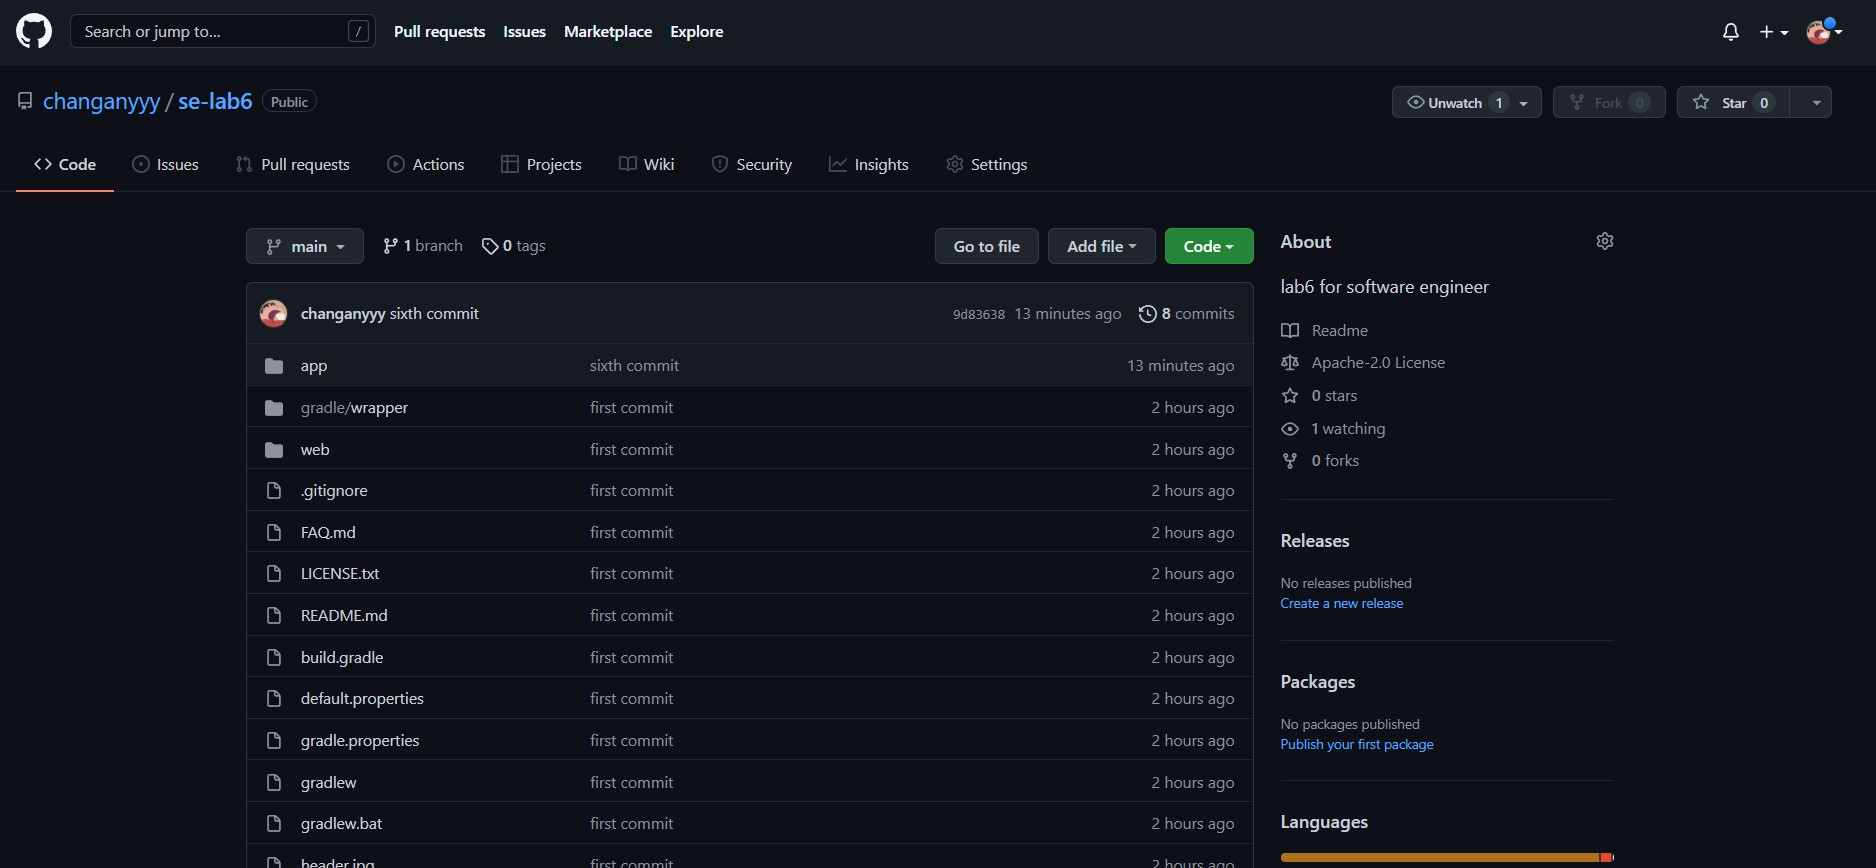 Search or jump to... /
Pull requests Issues Marketplace Explore
changanyyy / se-lab6 Public
Unwatch 1 Fork 0 Star 0
Code Issues Pull requests Actions Projects Wiki Security Insights Settings
main 1 branch 0 tags
Go to file Add file Code
changanyyy sixth commit 9d83638 13 minutes ago 8 commits
app sixth commit 13 minutes ago
gradle/wrapper first commit 2 hours ago
web first commit 2 hours ago
.gitignore first commit 2 hours ago
FAQ.md first commit 2 hours ago
LICENSE.txt first commit 2 hours ago
README.md first commit 2 hours ago
build.gradle first commit 2 hours ago
default.properties first commit 2 hours ago
gradle.properties first commit 2 hours ago
gradlew first commit 2 hours ago
gradlew.bat first commit 2 hours ago
header.jpg first commit 2 hours ago
About
lab6 for software engineer
Readme
Apache-2.0 License
0 stars
1 watching
0 forks
Releases
No releases published
Create a new release
Packages
No packages published
Publish your first package
Languages